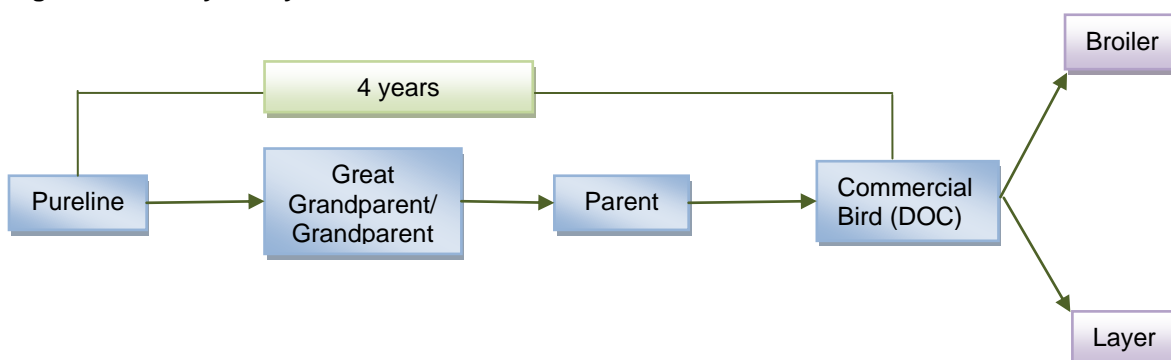 Broiler
4 years
Pureline
Great
Grandparent/
Grandparent
Parent
Commercial
Bird (DOC)
Layer